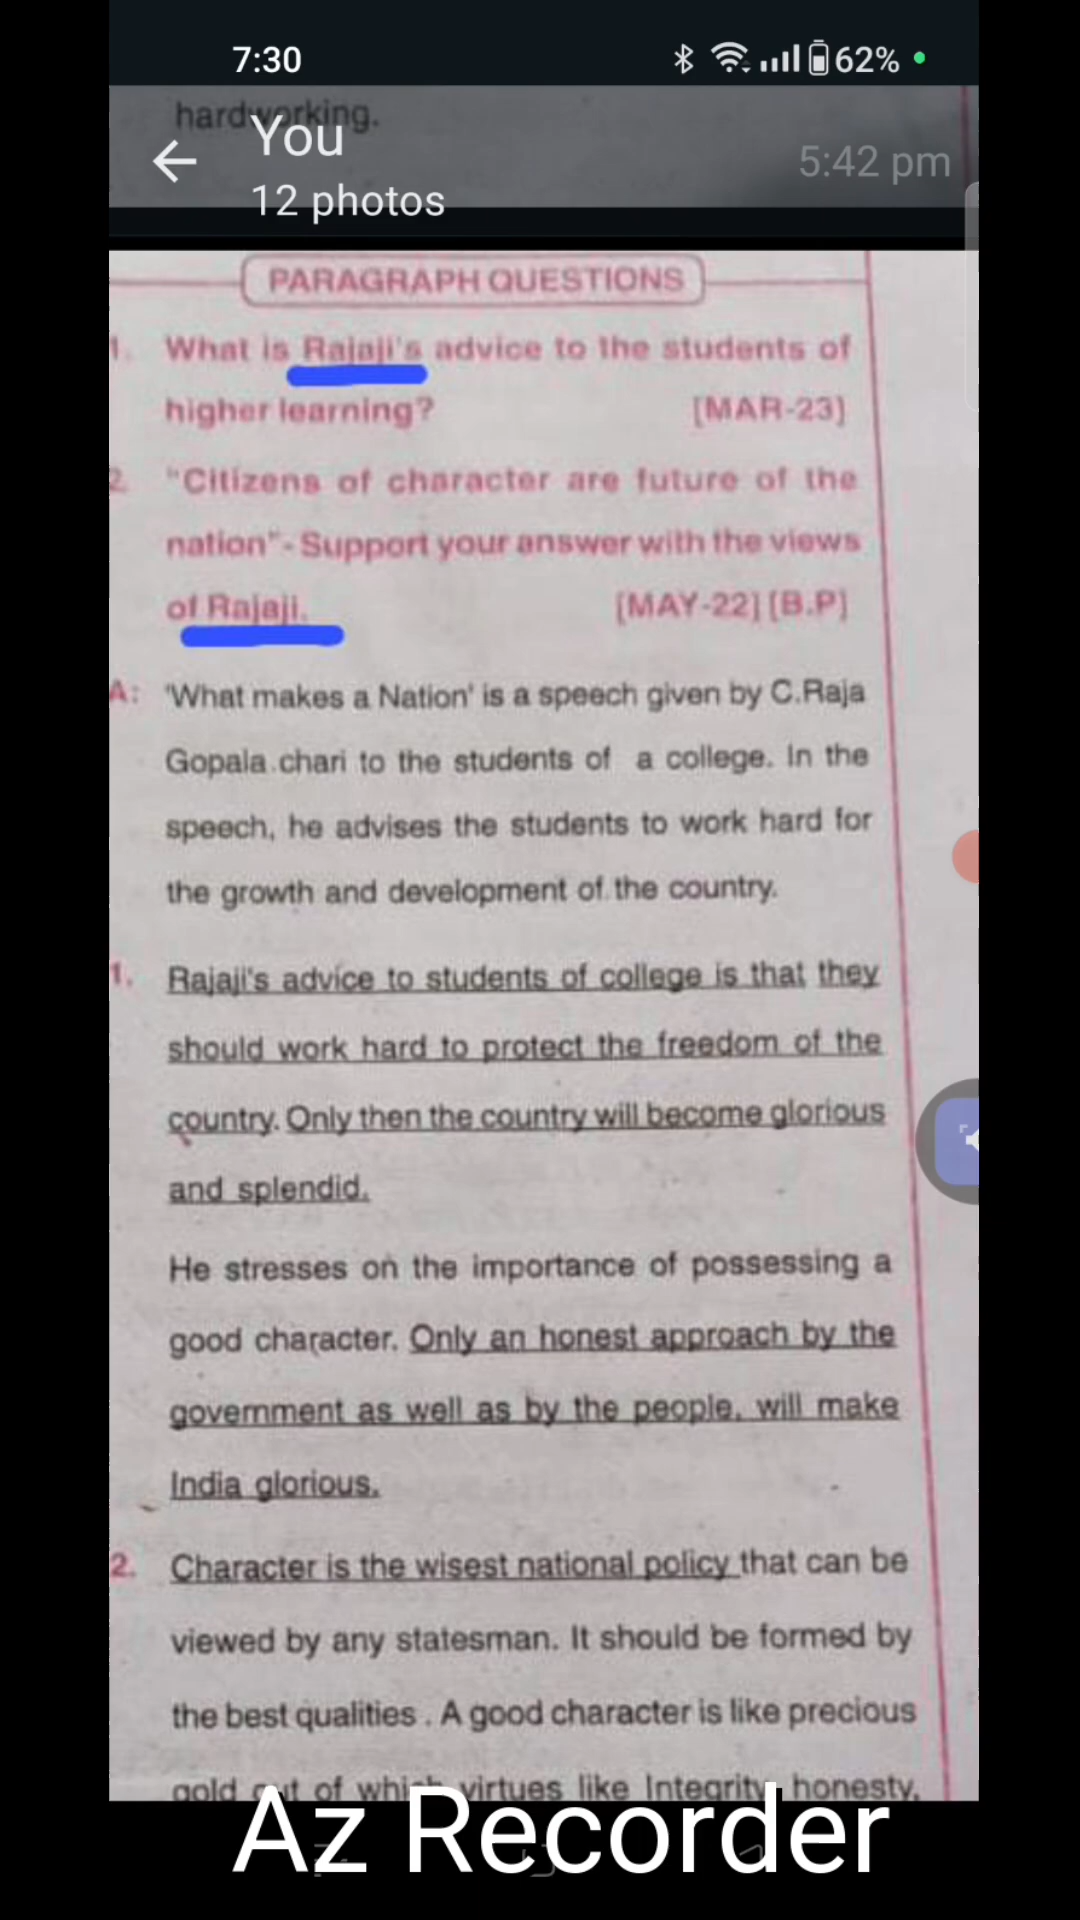 7:30
62%
hardworking.
You
5:42 pm
12 photos
PARAGRAPH QUESTIONS
1. What is Rajaji's advice to the students of
higher learning? [MAR-23]
2. "Citizens of character are future of the
nation"- Support your answer with the views
of Rajaji. [MAY-22] [B.P]
A: 'What makes a Nation' is a speech given by C.Raja
Gopala chari to the students of a college. In the
speech, he advises the students to work hard for
the growth and development of the country.
1. Rajaji's advice to students of college is that they
should work hard to protect the freedom of the
country. Only then the country will become glorious
and splendid.
He stresses on the importance of possessing a
good character. Only an honest approach by the
government as well as by the people, will make
India glorious.
2. Character is the wisest national policy that can be
viewed by any statesman. It should be formed by
the best qualities . A good character is like precious
gold out of which virtues like Integrity, honesty,
Az Recorder